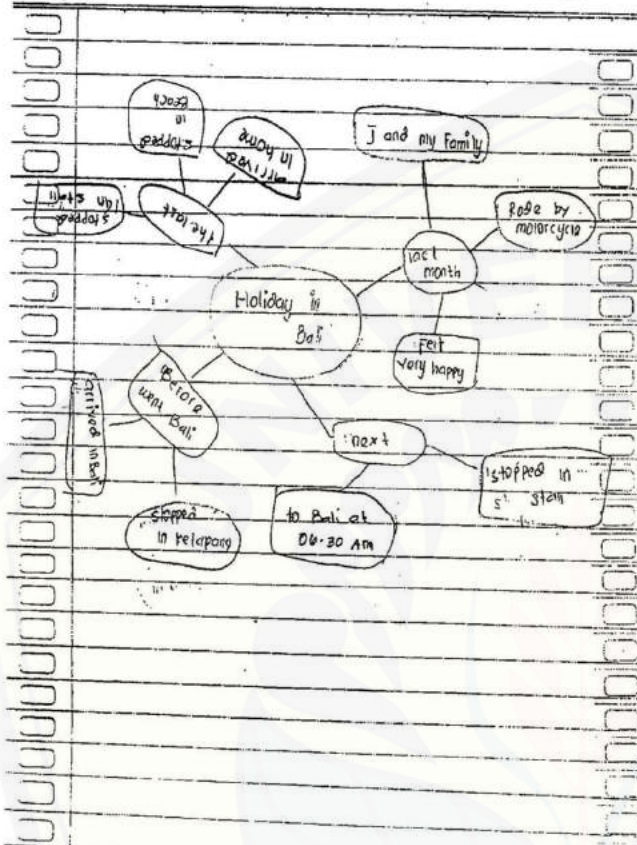 stopped
in
beach
arrived
in home
stopped
the last
I and my Family
Rode by
motorcycle
last
month
Felt
very happy
Holiday in
Bali
Before
went Bali
arrived in Bali
stopped
in
next
stopped in
to Bali at
06.30 AM